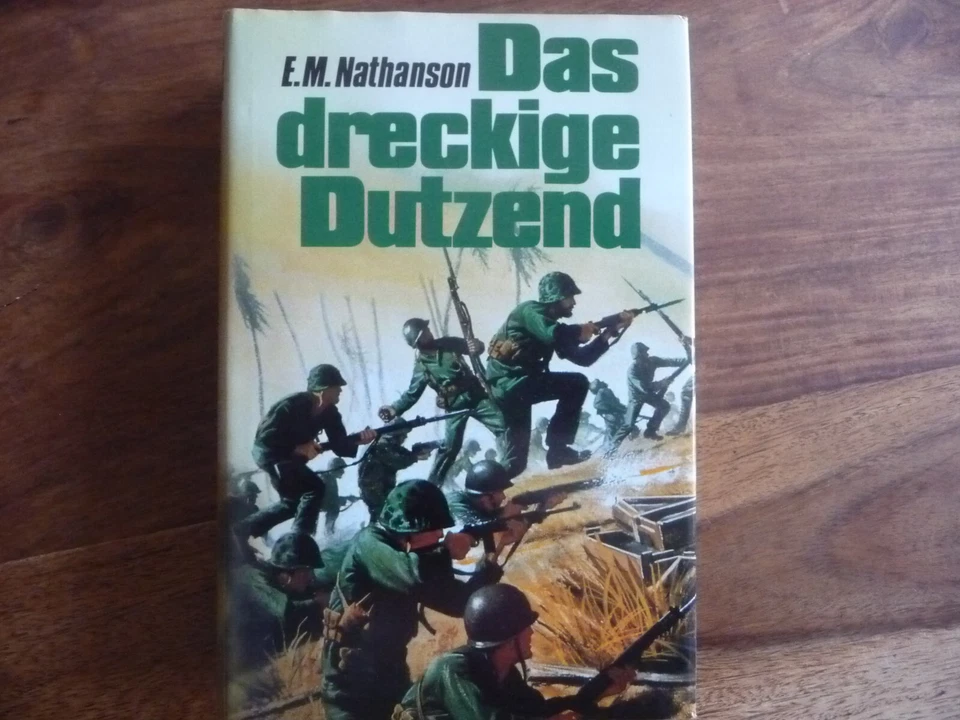 E.M. Nathanson Das
dreckige
Dutzend